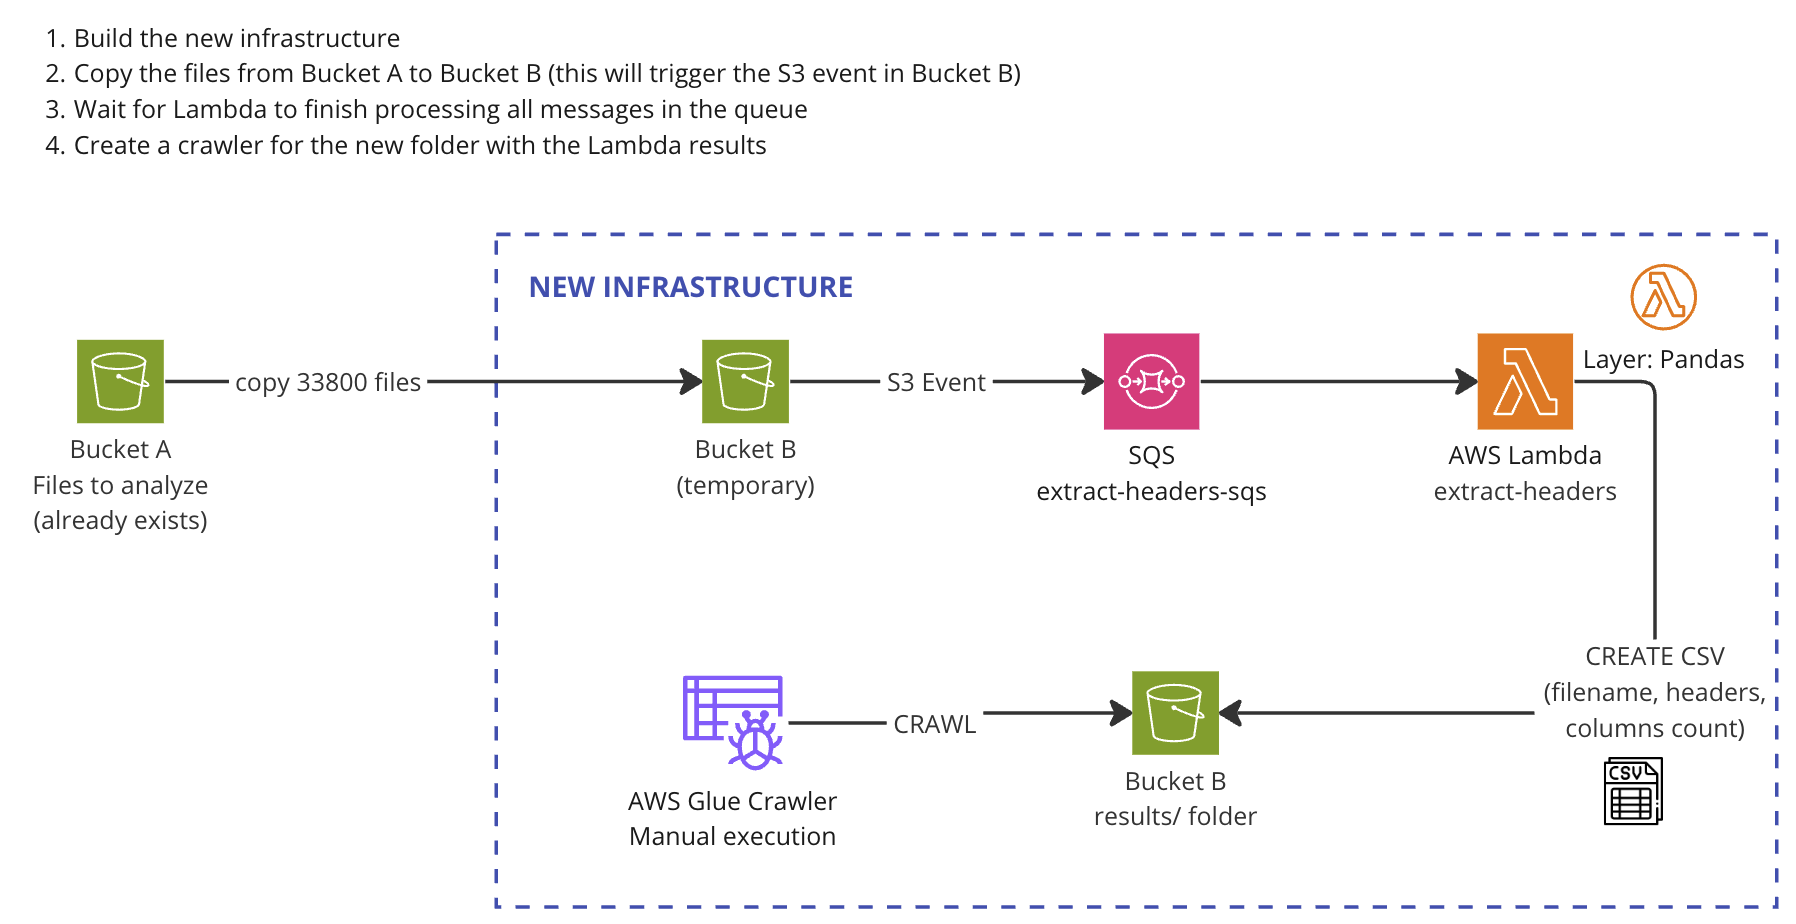 1. Build the new infrastructure
2. Copy the files from Bucket A to Bucket B (this will trigger the S3 event in Bucket B)
3. Wait for Lambda to finish processing all messages in the queue
4. Create a crawler for the new folder with the Lambda results
NEW INFRASTRUCTURE
Layer: Pandas
copy 33800 files
S3 Event
Bucket A
Files to analyze
(already exists)
Bucket B
(temporary)
SQS
extract-headers-sqs
AWS Lambda
extract-headers
CREATE CSV
(filename, headers,
columns count)
CSV
CRAWL
AWS Glue Crawler
Manual execution
Bucket B
results/ folder